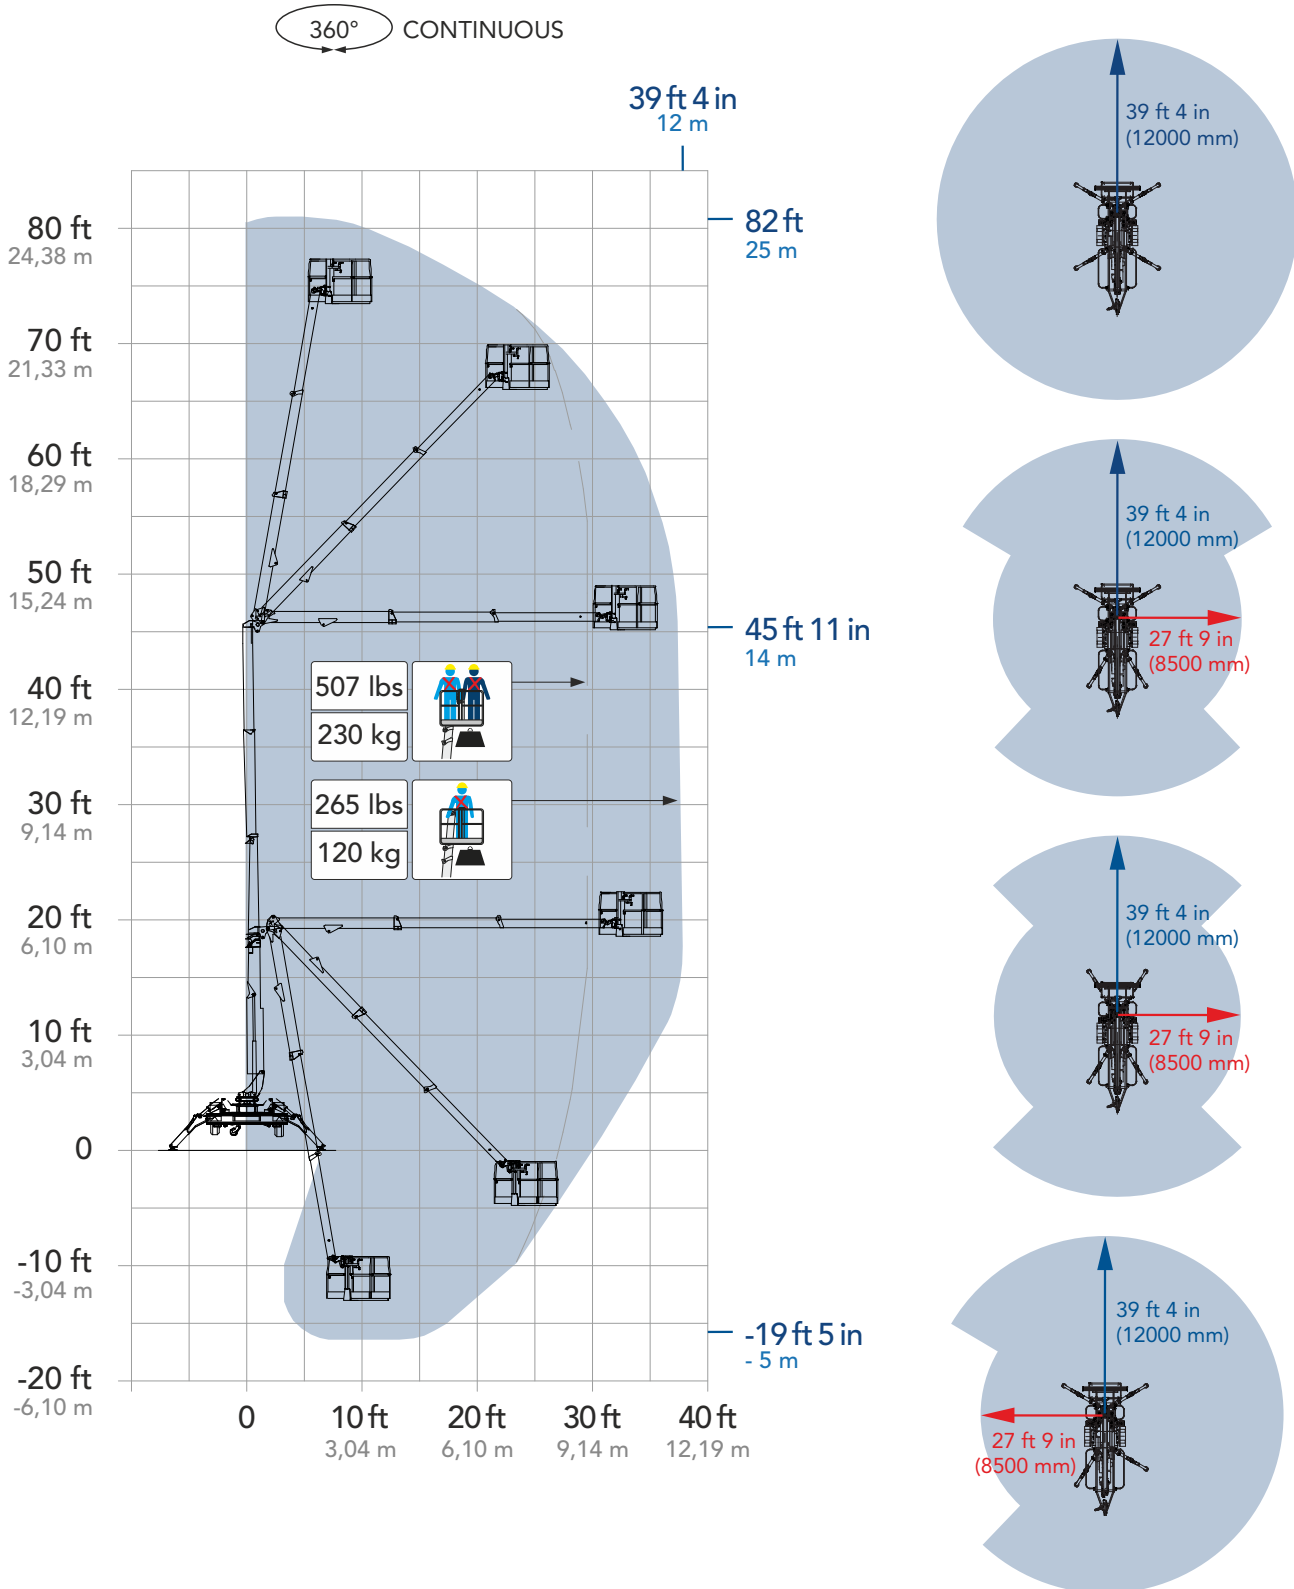 360° CONTINUOUS
39 ft 4 in
12 m
80 ft
24,38 m
70 ft
21,33 m
60 ft
18,29 m
50 ft
15,24 m
40 ft
12,19 m
30 ft
9,14 m
20 ft
6,10 m
10 ft
3,04 m
0
-10 ft
-3,04 m
-20 ft
-6,10 m
82 ft
25 m
45 ft 11 in
14 m
-19 ft 5 in
- 5 m
507 lbs
230 kg
265 lbs
120 kg
0
10 ft
3,04 m
20 ft
6,10 m
30 ft
9,14 m
40 ft
12,19 m
39 ft 4 in
(12000 mm)
39 ft 4 in
(12000 mm)
27 ft 9 in
(8500 mm)
39 ft 4 in
(12000 mm)
27 ft 9 in
(8500 mm)
39 ft 4 in
(12000 mm)
27 ft 9 in
(8500 mm)